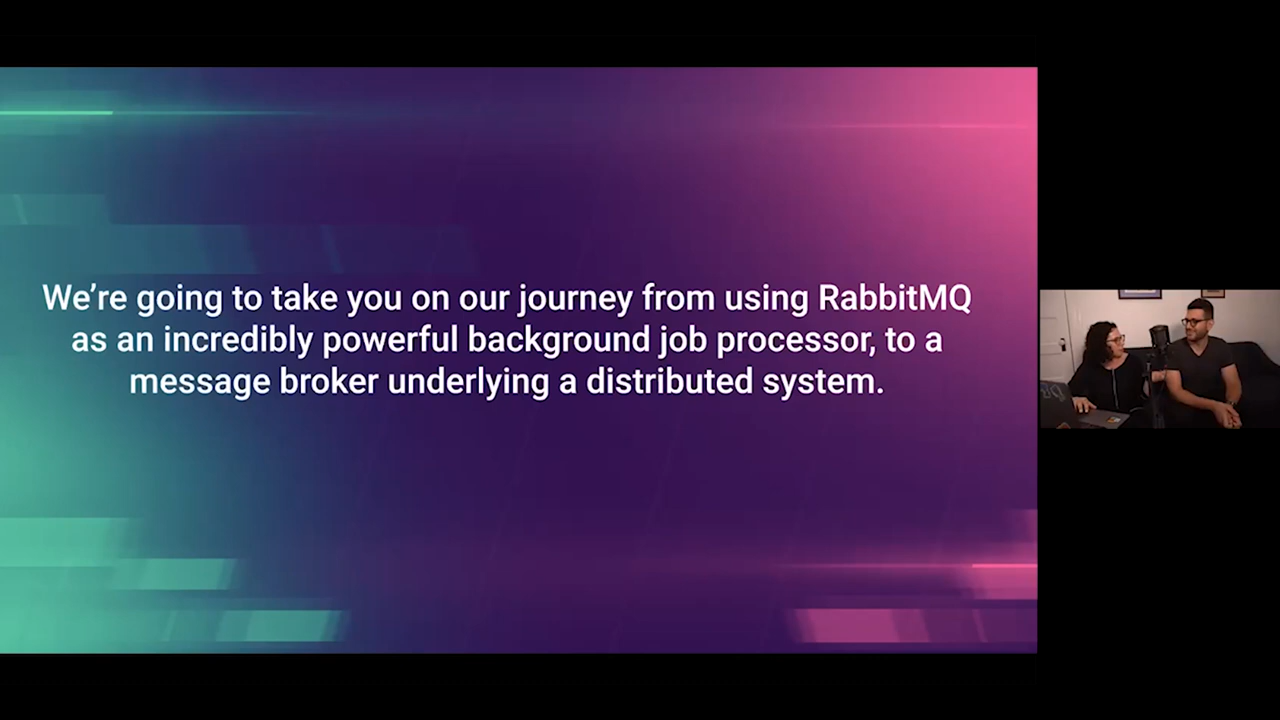 We’re going to take you on our journey from using RabbitMQ
as an incredibly powerful background job processor, to a
message broker underlying a distributed system.